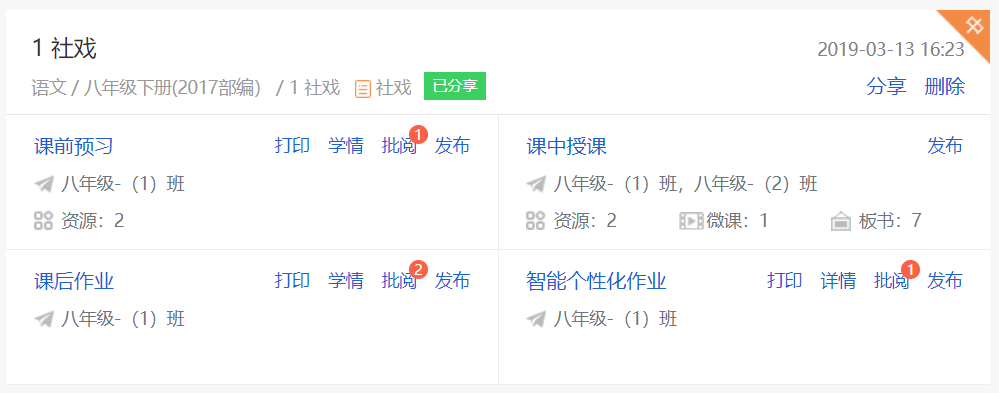 1 社戏
2019-03-13 16:23
语文 / 八年级下册(2017部编） / 1 社戏 社戏 已分享
分享 删除
课前预习 打印 学情 批阅 1 发布
八年级-（1）班
资源：2
课中授课 发布
八年级-（1）班，八年级-（2）班
资源：2 微课：1 板书：7
课后作业 打印 学情 批阅 2 发布
八年级-（1）班
智能个性化作业 打印 详情 批阅 1 发布
八年级-（1）班